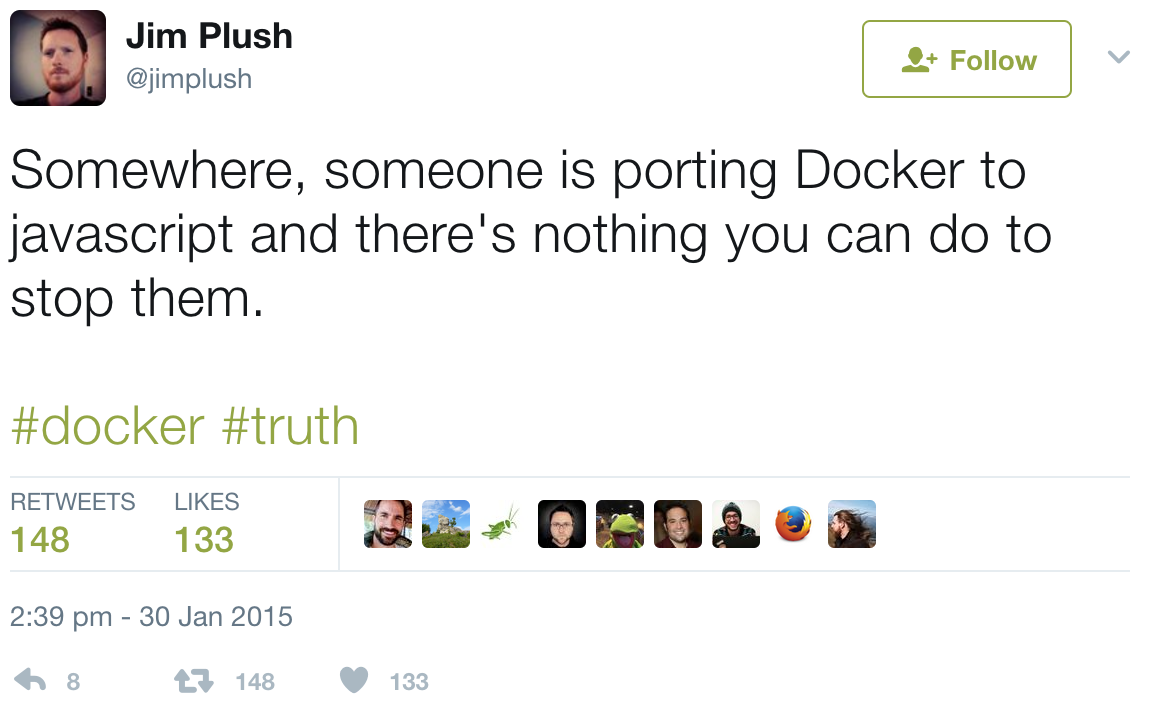 Jim Plush
@jimplush
Follow
Somewhere, someone is porting Docker to
javascript and there's nothing you can do to
stop them.
#docker #truth
RETWEETS LIKES
148 133
2:39 pm - 30 Jan 2015
8 148 133